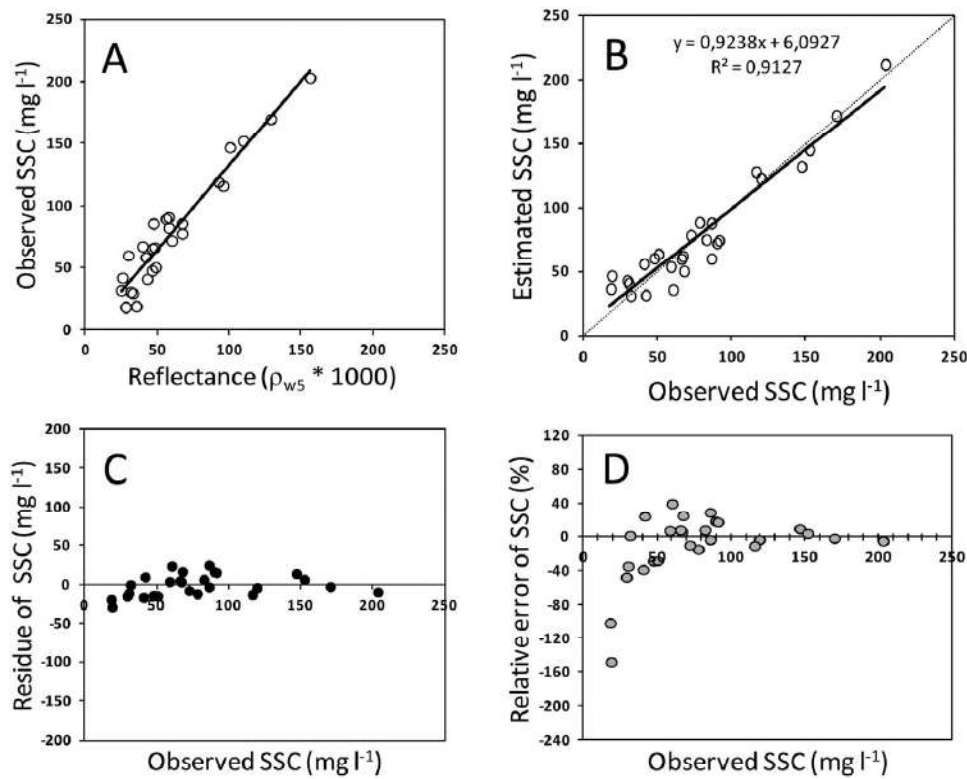 A
Observed SSC (mg l⁻¹)
250
200
150
100
50
0
0 50 100 150 200 250
Reflectance (ρw5 * 1000)
B
y = 0,9238x + 6,0927
R² = 0,9127
Estimated SSC (mg l⁻¹)
250
200
150
100
50
0
0 50 100 150 200 250
Observed SSC (mg l⁻¹)
C
Residue of SSC (mg l⁻¹)
200
150
100
50
0
-50
-100
-150
-200
0 50 100 150 200 250
Observed SSC (mg l⁻¹)
D
Relative error of SSC (%)
120
80
40
0
-40
-80
-120
-160
-200
-240
0 50 100 150 200 250
Observed SSC (mg l⁻¹)